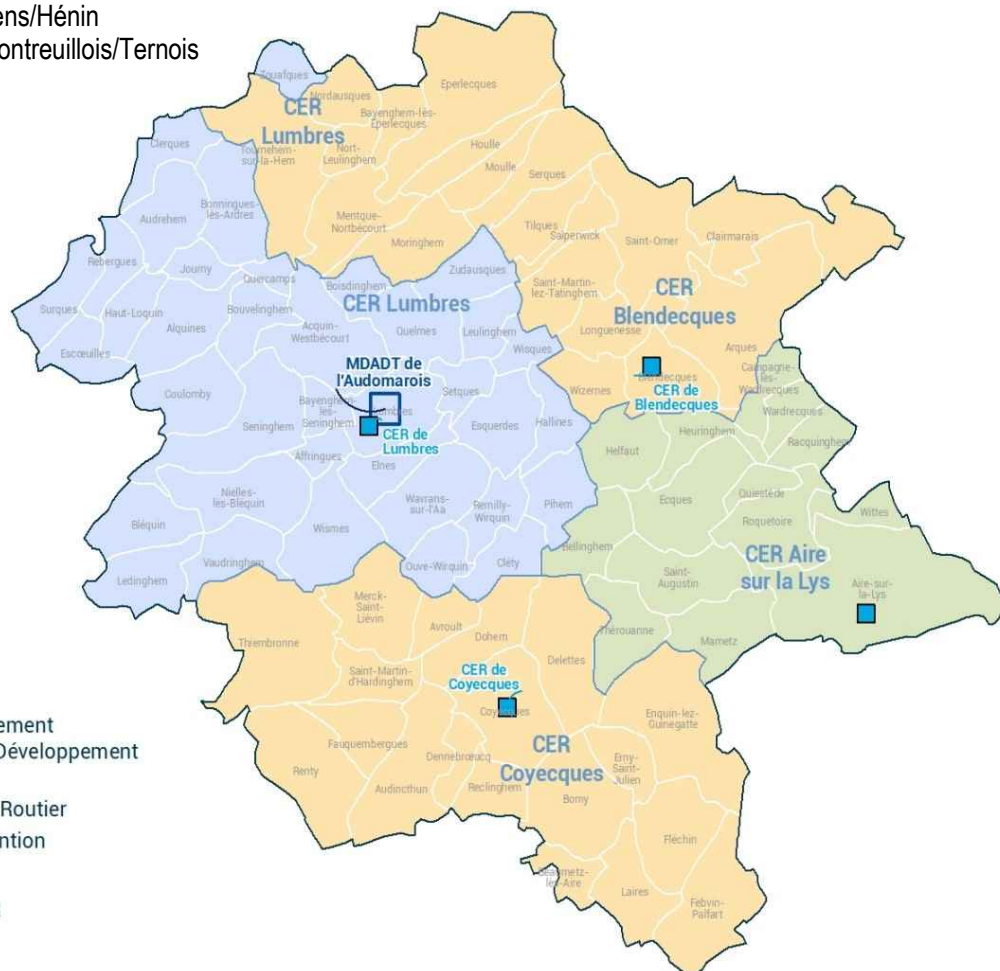 ens/Hénin
ontreuillois/Ternois
Zouafques
Nordausques
Eperlecques
CER
Lumbres
Bayenghem-lès-
Eperlecques
Clerques
Tournehem-
sur-la-Hem
Nort-
Leulinghem
Houlle
Moulle
Serques
Bonningues-
lès-Ardres
Audrehem
Mentque-
Nortbécourt
Moringhem
Tilques
Salperwick
Saint-Omer
Clairmarais
Rebergues
Journy
Quercamps
Boisdinghem
Zudausques
Saint-Martin-
lez-Tatinghem
CER
Blendecques
CER Lumbres
Surques
Haut-Loquin
Alquines
Bouvelinghem
Acquin-
Westbécourt
Quelmes
Leulinghem
Wisques
Longuenesse
Arques
Escœuilles
MDADT de
l'Audomarois
Campagne-
lès-
Wardrecques
Coulomby
Setques
Wizernes
Blendecques
CER de
Blendecques
Bayenghem-
lès-
Seninghem
Lumbres
Wardrecques
Seninghem
CER de
Lumbres
Esquerdes
Hallines
Heuringhem
Racquinghem
Affringues
Elnes
Helfaut
Nielles-
lès-Bléquin
Wavrans-
sur-l'Aa
Remilly-
Wirquin
Pihem
Ecques
Quiestède
Wittes
Bléquin
Wismes
Roquetoire
Bellinghem
CER Aire
sur la Lys
Vaudringhem
Ouve-Wirquin
Cléty
Ledinghem
Saint-
Augustin
Aire-sur-
la-Lys
Merck-
Saint-
Liévin
Avroult
Dohem
Thérouanne
Mametz
Thiembronne
Saint-Martin-
d'Hardinghem
Delettes
CER de
Coyecques
Coyecques
Enquin-lez-
Guinegatte
ement
Développement
Fauquembergues
Dennebrœucq
CER
Coyecques
Erny-
Saint-
Julien
Renty
Audincthun
Reclinghem
Bomy
Routier
ntion
Fléchin
Beaumetz-
lès-Aire
Laires
Febvin-
Palfart